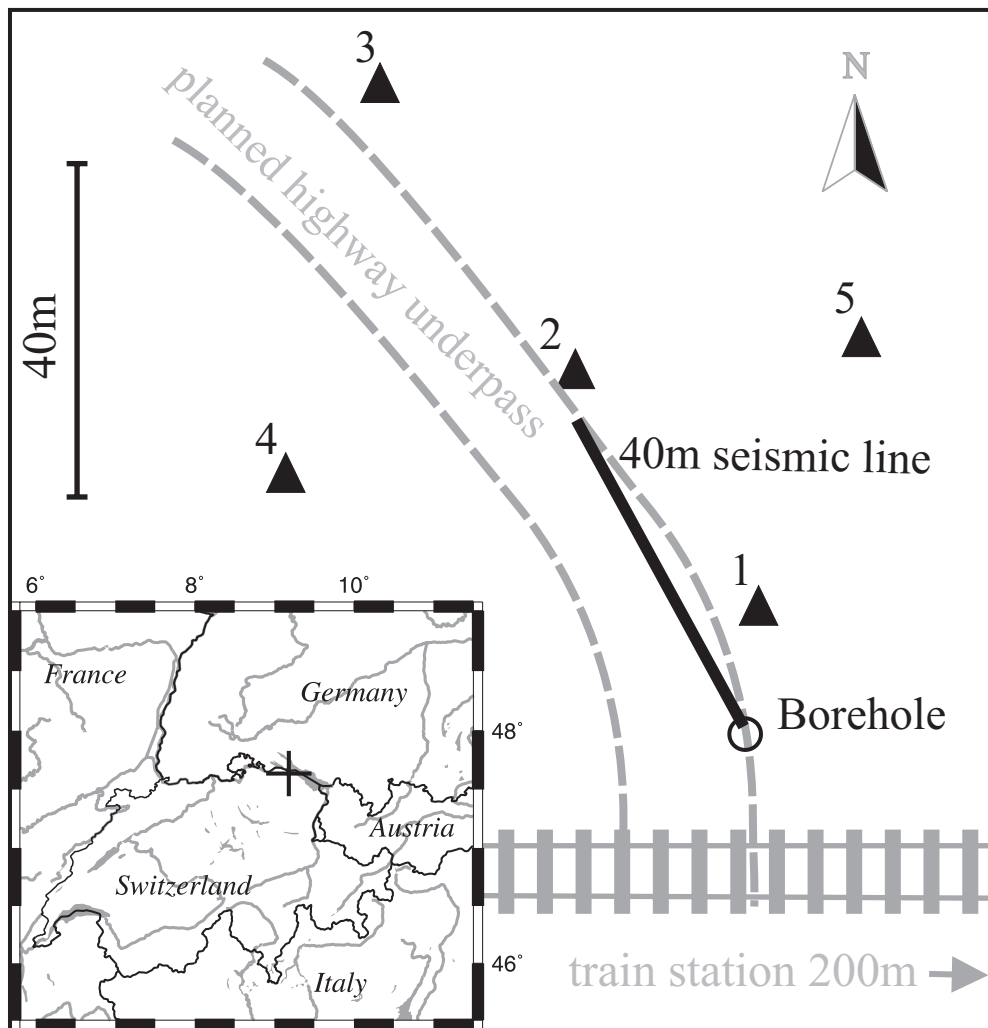 3
N
planned highway underpass
40m
5
2
4
40m seismic line
1
6° 8° 10°
France
Germany
Borehole
48°
Austria
Switzerland
46°
train station 200m
Italy